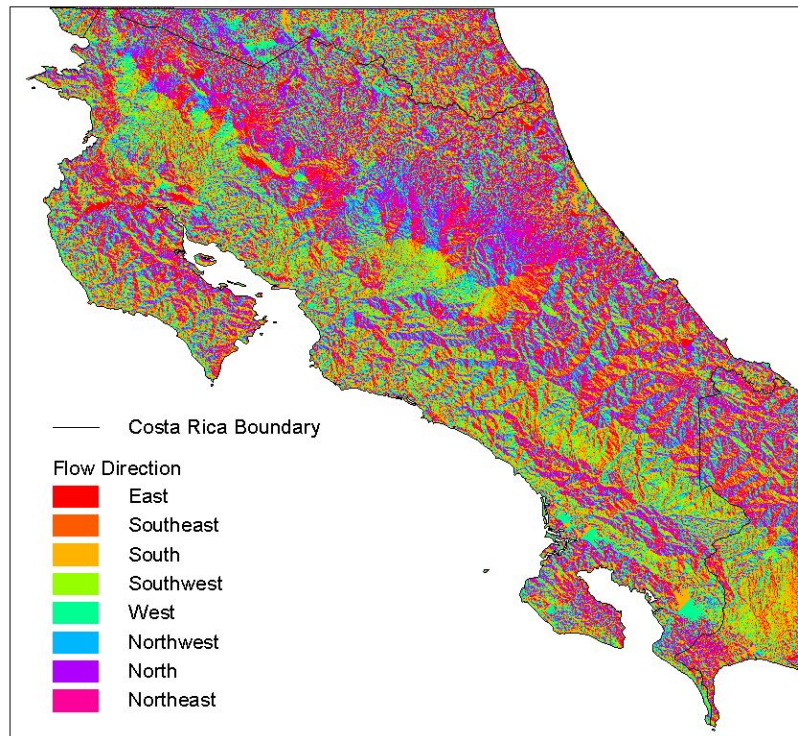 Costa Rica Boundary
Flow Direction
East
Southeast
South
Southwest
West
Northwest
North
Northeast